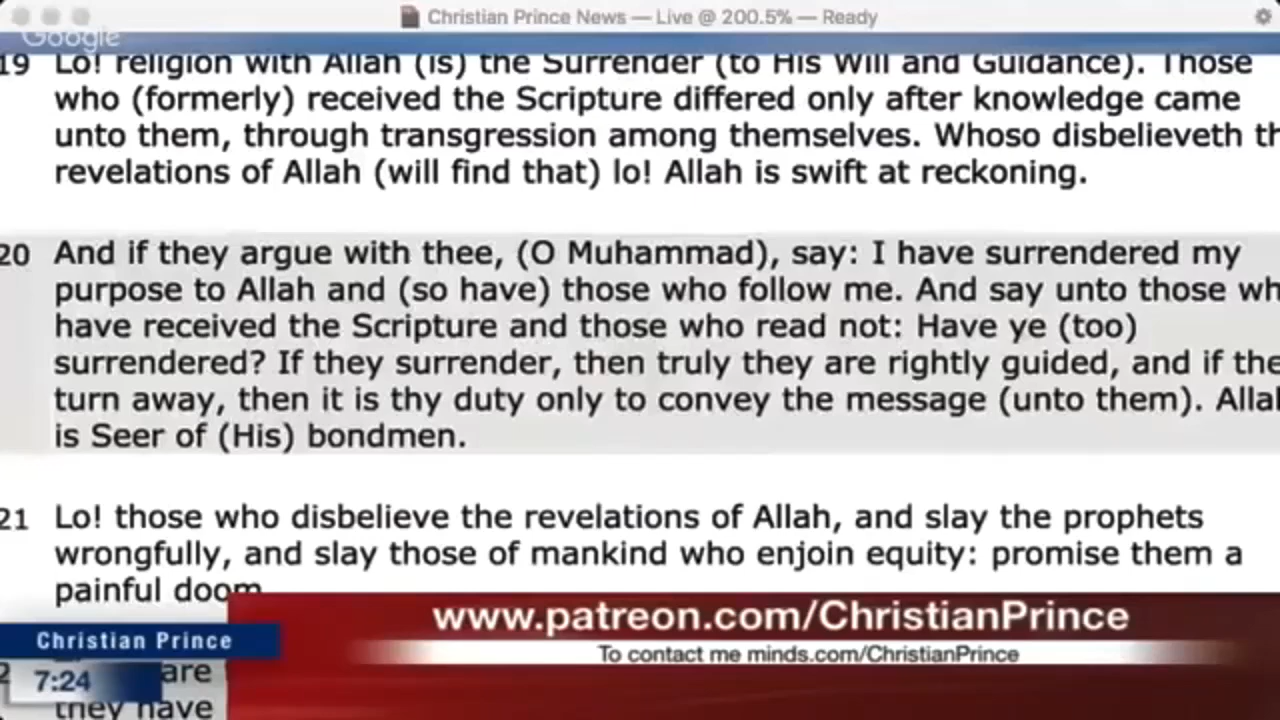 Christian Prince News — Live @ 200.5% — Ready
Google
19 Lo! religion with Allah (is) the Surrender (to His Will and Guidance). Those
who (formerly) received the Scripture differed only after knowledge came
unto them, through transgression among themselves. Whoso disbelieveth th
revelations of Allah (will find that) lo! Allah is swift at reckoning.
20 And if they argue with thee, (O Muhammad), say: I have surrendered my
purpose to Allah and (so have) those who follow me. And say unto those wh
have received the Scripture and those who read not: Have ye (too)
surrendered? If they surrender, then truly they are rightly guided, and if the
turn away, then it is thy duty only to convey the message (unto them). Allah
is Seer of (His) bondmen.
21 Lo! those who disbelieve the revelations of Allah, and slay the prophets
wrongfully, and slay those of mankind who enjoin equity: promise them a
painful doom
www.patreon.com/ChristianPrince
Christian Prince
To contact me minds.com/ChristianPrince
7:24
are
they have